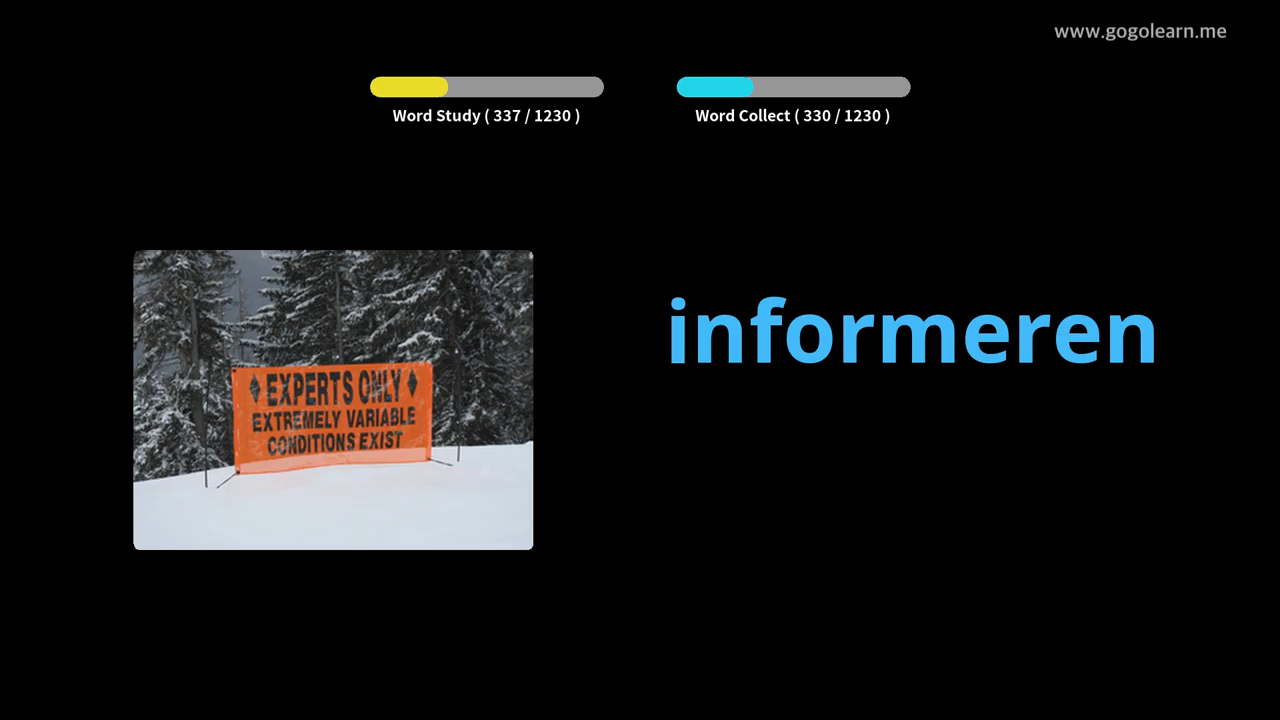 www.gogolearn.me
Word Study ( 337 / 1230 )
Word Collect ( 330 / 1230 )
informeren
EXPERTS ONLY
EXTREMELY VARIABLE
CONDITIONS EXIST